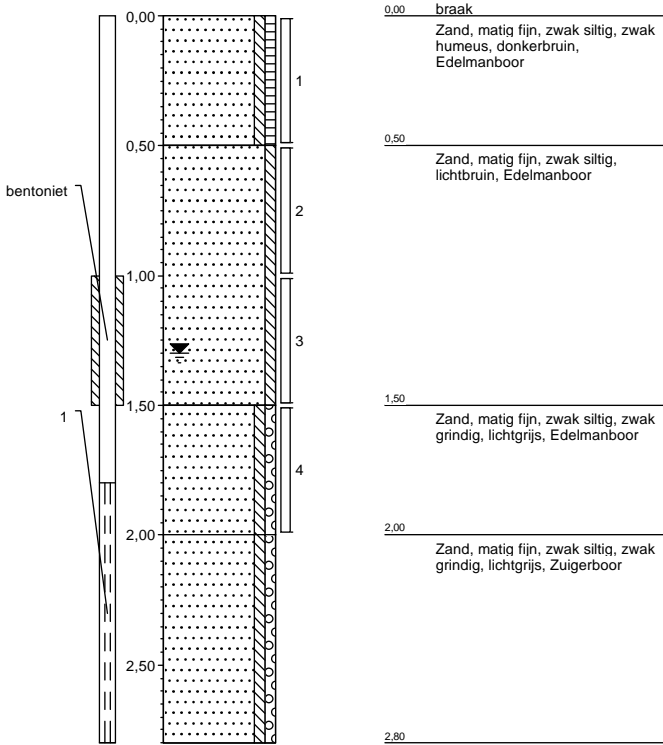 0,00
0,50
1,00
1,50
2,00
2,50
bentoniet
1
1
2
3
4
0,00 braak
Zand, matig fijn, zwak siltig, zwak
humeus, donkerbruin,
Edelmanboor
0,50
Zand, matig fijn, zwak siltig,
lichtbruin, Edelmanboor
1,50
Zand, matig fijn, zwak siltig, zwak
grindig, lichtgrijs, Edelmanboor
2,00
Zand, matig fijn, zwak siltig, zwak
grindig, lichtgrijs, Zuigerboor
2,80